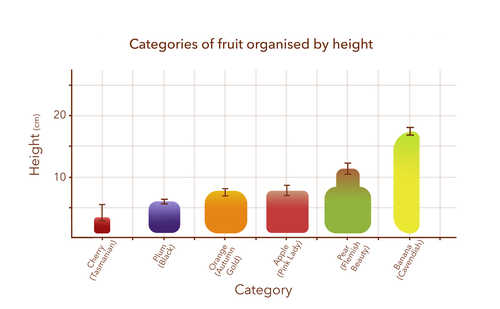 Categories of fruit organised by height
Height (cm)
20
10
Cherry
(Tasmanian)
Plum
(Black)
Orange
(Autumn
Gold)
Apple
(Pink Lady)
Pear
(Flemish
Beauty)
Banana
(Cavendish)
Category